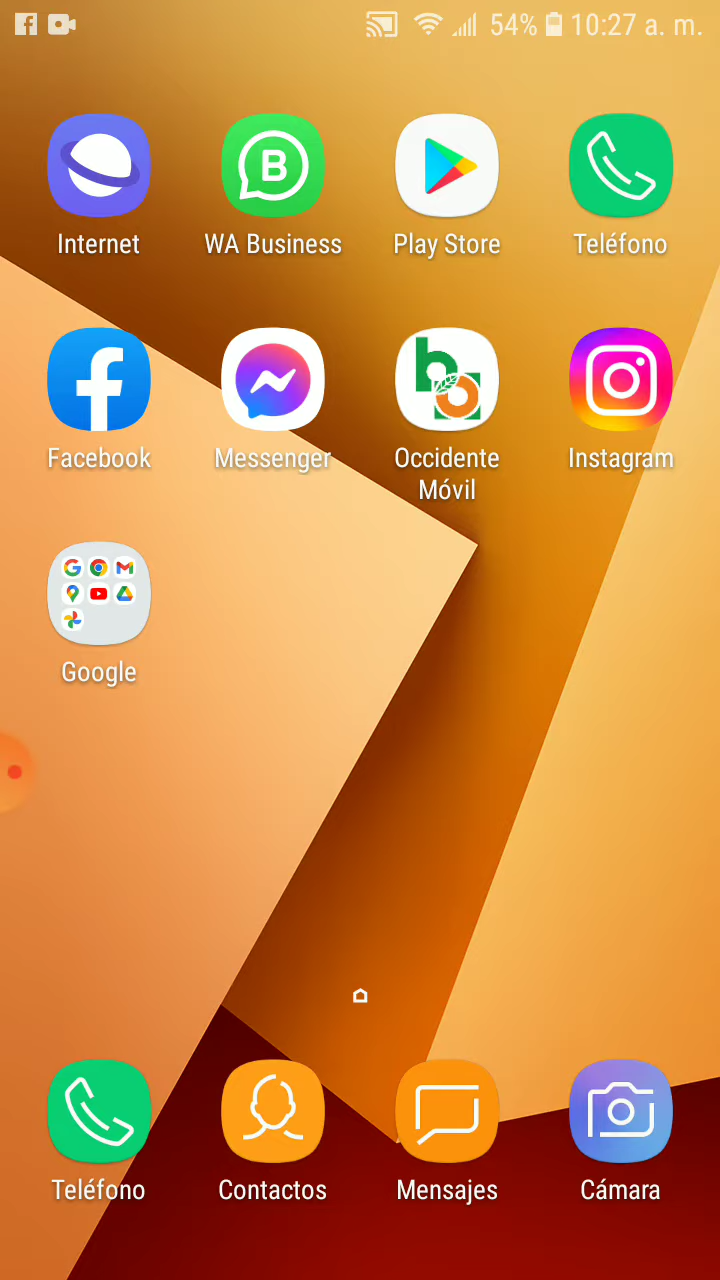 54% 10:27 a. m.
Internet
WA Business
Play Store
Teléfono
Facebook
Messenger
Occidente
Móvil
Instagram
Google
Teléfono
Contactos
Mensajes
Cámara